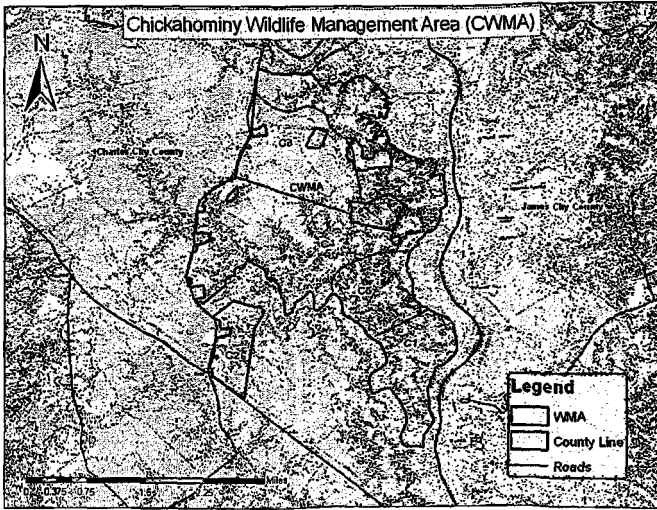 Chickahominy Wildlife Management Area (CWMA)
N
Charles City County
CWMA
James City County
Legend
WMA
County Line
Roads
Miles